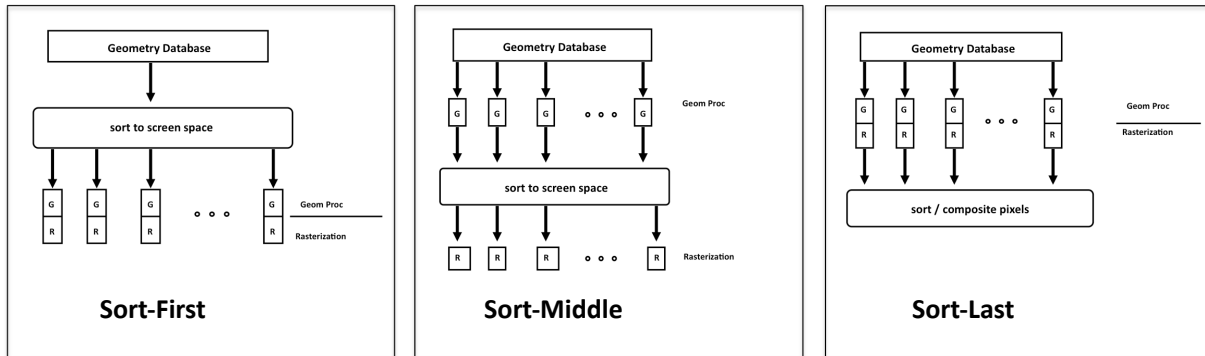 Geometry Database
sort to screen space
G G G G
Geom Proc
R R R R
Rasterization
Sort-First
Geometry Database
G G G G
Geom Proc
sort to screen space
R R R R
Rasterization
Sort-Middle
Geometry Database
G G G G
Geom Proc
R R R R
Rasterization
sort / composite pixels
Sort-Last